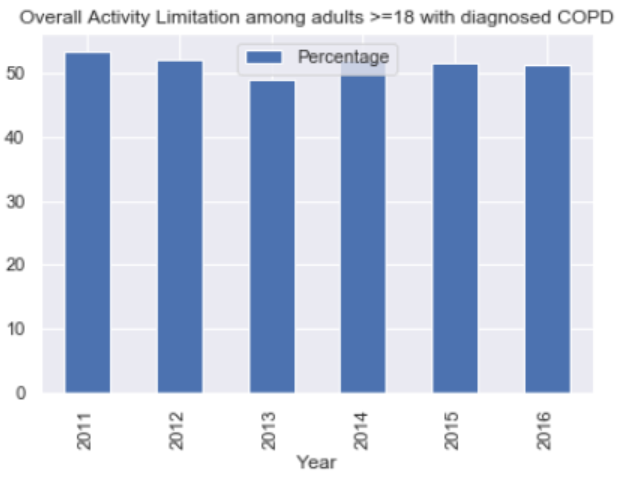 Overall Activity Limitation among adults >=18 with diagnosed COPD
Percentage
50
40
30
20
10
0
2011 2012 2013 2014 2015 2016
Year